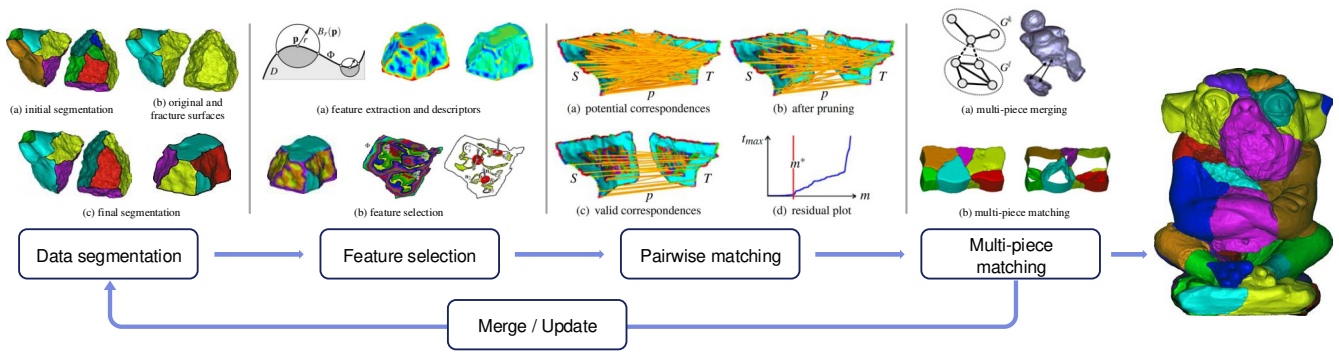 (a) initial segmentation
(b) original and
fracture surfaces
(c) final segmentation
p
r
B_r(p)
D
Φ
(a) feature extraction and descriptors
Φ
(b) feature selection
S
T
p
(a) potential correspondences
S
T
p
(b) after pruning
S
T
p
(c) valid correspondences
t_max
m*
m
(d) residual plot
G^k
G^l
(a) multi-piece merging
(b) multi-piece matching
Data segmentation
Feature selection
Pairwise matching
Multi-piece
matching
Merge / Update